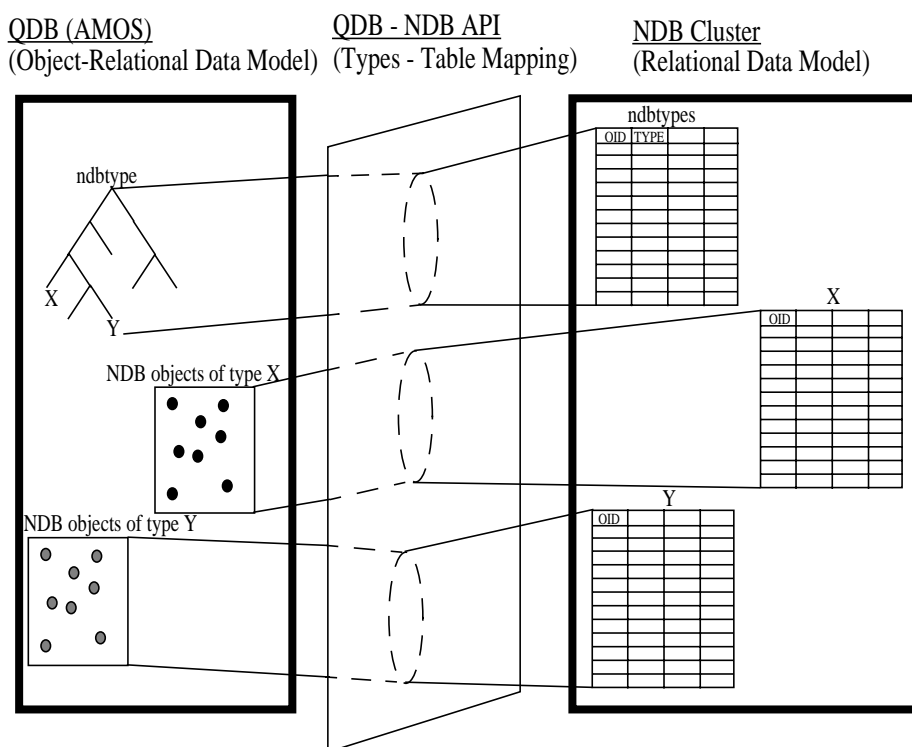 QDB (AMOS)
(Object-Relational Data Model)
QDB - NDB API
(Types - Table Mapping)
NDB Cluster
(Relational Data Model)
ndbtypes
OID TYPE
ndbtype
X
Y
X
OID
NDB objects of type X
Y
OID
NDB objects of type Y